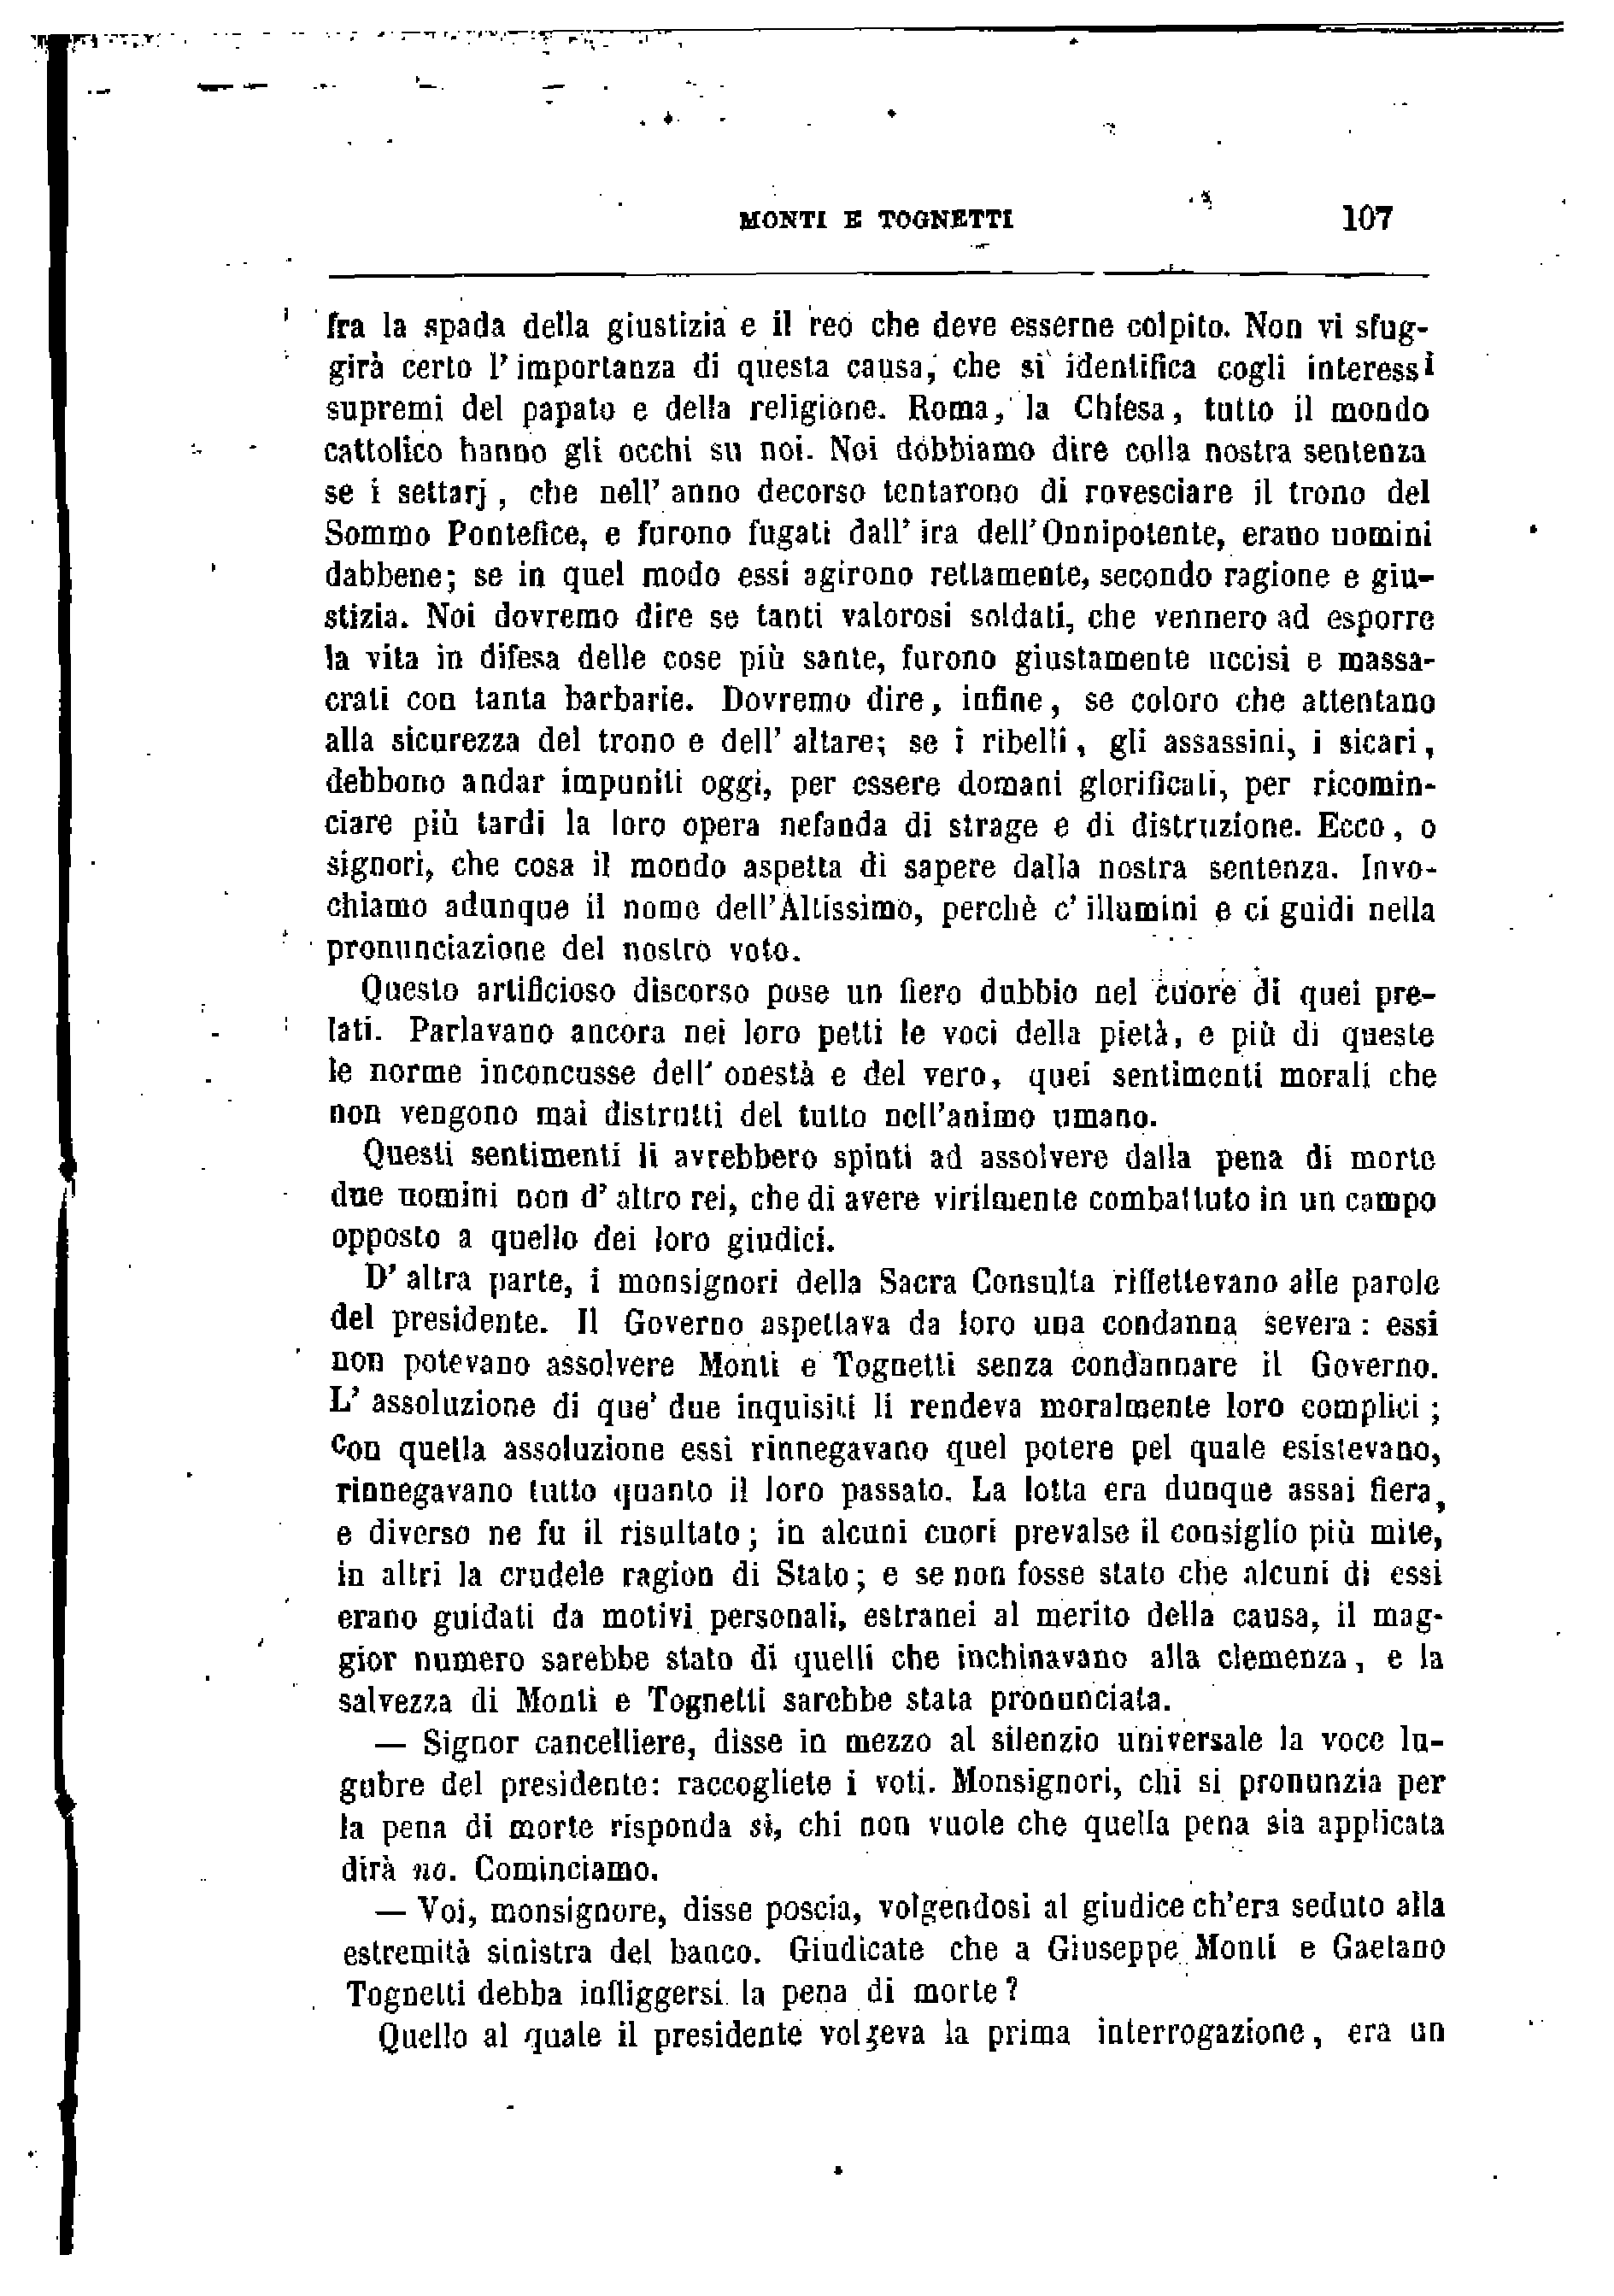 MONTI E TOGNETTI 107
fra la spada della giustizia e il reo che deve esserne colpito. Non vi sfug-
girà certo l' importanza di questa causa, che si identifica cogli interessi
supremi del papato e della religione. Roma, la Chiesa, tutto il mondo
cattolico hanno gli occhi su noi. Noi dobbiamo dire colla nostra sentenza
se i settarj, che nell' anno decorso tentarono di rovesciare il trono del
Sommo Pontefice, e furono fugati dall' ira dell'Onnipotente, erano uomini
dabbene; se in quel modo essi agirono rettamente, secondo ragione e giu-
stizia. Noi dovremo dire se tanti valorosi soldati, che vennero ad esporre
la vita in difesa delle cose più sante, furono giustamente uccisi e massa-
crati con tanta barbarie. Dovremo dire, infine, se coloro che attentano
alla sicurezza del trono e dell' altare; se i ribelli, gli assassini, i sicari,
debbono andar impuniti oggi, per essere domani glorificati, per ricomin-
ciare più tardi la loro opera nefanda di strage e di distruzione. Ecco, o
signori, che cosa il mondo aspetta di sapere dalla nostra sentenza. Invo-
chiamo adunque il nome dell'Altissimo, perchè c' illumini e ci guidi nella
pronunciazione del nostro voto.
Questo artificioso discorso pose un fiero dubbio nel cuore di quei pre-
lati. Parlavano ancora nei loro petti le voci della pietà, e più di queste
le norme inconcusse dell' onestà e del vero, quei sentimenti morali che
non vengono mai distrutti del tutto nell'animo umano.
Questi sentimenti li avrebbero spinti ad assolvere dalla pena di morte
due uomini non d' altro rei, che di avere virilmente combattuto in un campo
opposto a quello dei loro giudici.
D' altra parte, i monsignori della Sacra Consulta riflettevano alle parole
del presidente. Il Governo aspettava da loro una condanna severa: essi
non potevano assolvere Monti e Tognetti senza condannare il Governo.
L' assoluzione di que' due inquisiti li rendeva moralmente loro complici;
con quella assoluzione essi rinnegavano quel potere pel quale esistevano,
rinnegavano tutto quanto il loro passato. La lotta era dunque assai fiera,
e diverso ne fu il risultato; in alcuni cuori prevalse il consiglio più mite,
in altri la crudele ragion di Stato; e se non fosse stato che alcuni di essi
erano guidati da motivi personali, estranei al merito della causa, il mag-
gior numero sarebbe stato di quelli che inchinavano alla clemenza, e la
salvezza di Monti e Tognetti sarebbe stata pronunciata.
— Signor cancelliere, disse in mezzo al silenzio universale la voce lu-
gubre del presidente: raccogliete i voti. Monsignori, chi si pronunzia per
la pena di morte risponda sì, chi non vuole che quella pena sia applicata
dirà no. Cominciamo.
— Voi, monsignore, disse poscia, volgendosi al giudice ch'era seduto alla
estremità sinistra del banco. Giudicate che a Giuseppe Monti e Gaetano
Tognetti debba infliggersi la pena di morte?
Quello al quale il presidente volgeva la prima interrogazione, era un